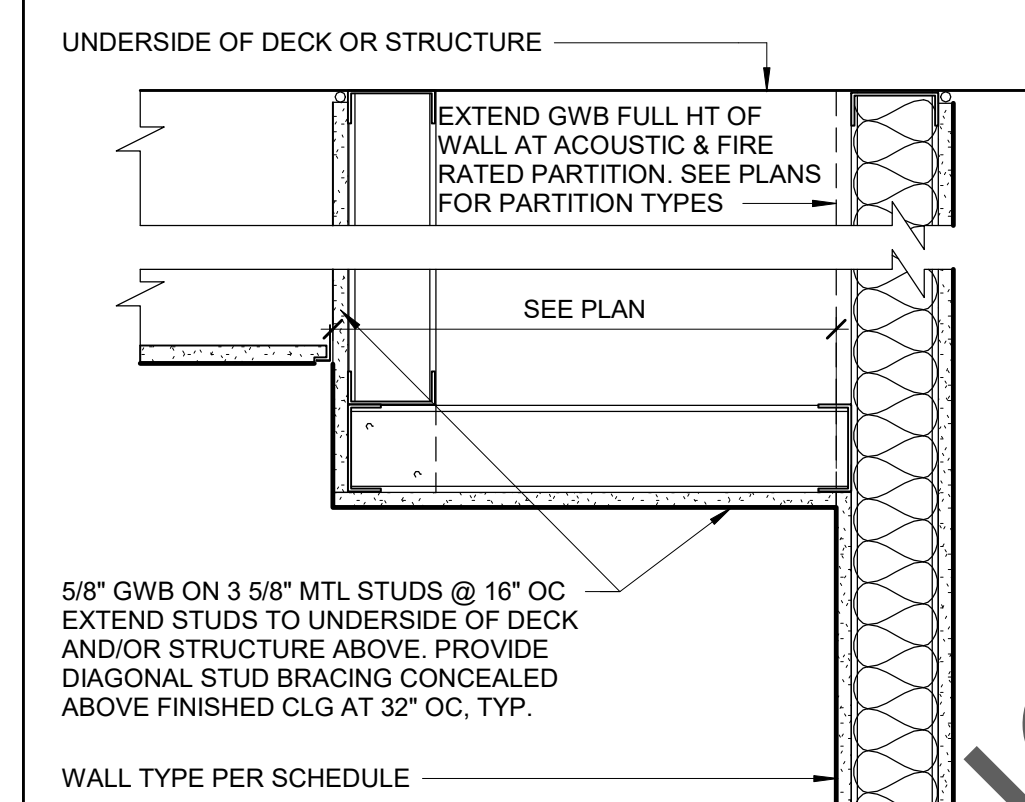 UNDERSIDE OF DECK OR STRUCTURE
EXTEND GWB FULL HT OF
WALL AT ACOUSTIC & FIRE
RATED PARTITION. SEE PLANS
FOR PARTITION TYPES
SEE PLAN
5/8" GWB ON 3 5/8" MTL STUDS @ 16" OC
EXTEND STUDS TO UNDERSIDE OF DECK
AND/OR STRUCTURE ABOVE. PROVIDE
DIAGONAL STUD BRACING CONCEALED
ABOVE FINISHED CLG AT 32" OC, TYP.
WALL TYPE PER SCHEDULE